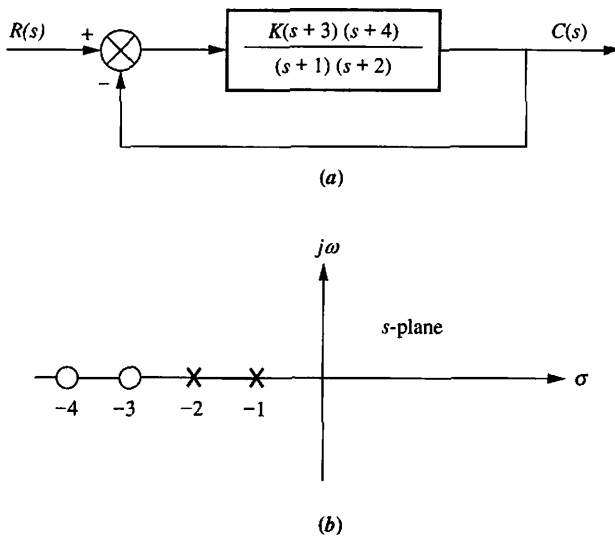 R(s) + K(s + 3) (s + 4) C(s)
(s + 1) (s + 2)
−
(a)
jω
s-plane
σ
−4 −3 −2 −1
(b)